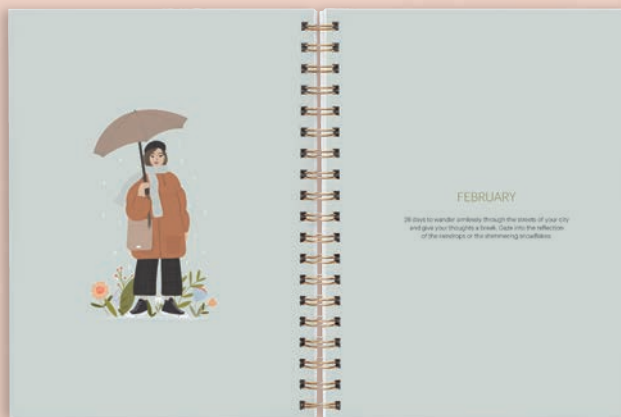 FEBRUARY
28 days to wander aimlessly through the streets of your city
and give your thoughts a break. Gaze into the reflection
of the raindrops or the shimmering snowflakes.